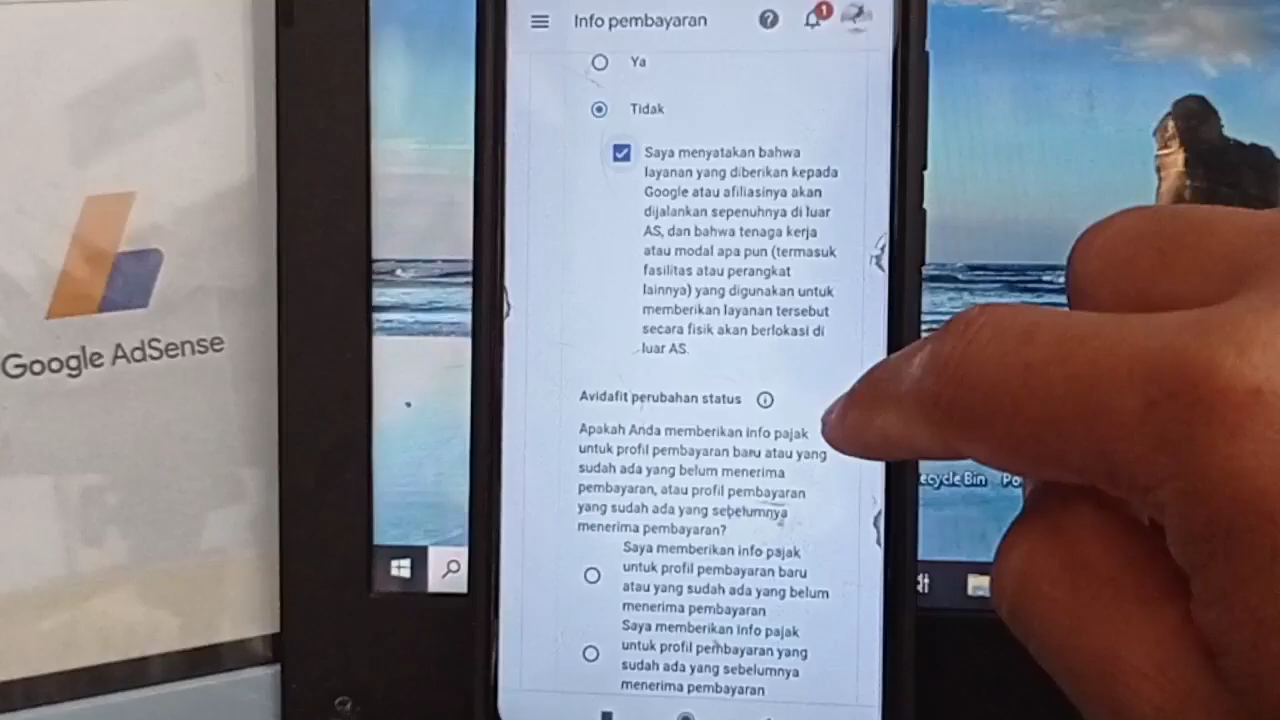 Info pembayaran
1
Ya
Tidak
Saya menyatakan bahwa
layanan yang diberikan kepada
Google atau afiliasinya akan
dijalankan sepenuhnya di luar
AS, dan bahwa tenaga kerja
atau modal apa pun (termasuk
fasilitas atau perangkat
lainnya) yang digunakan untuk
memberikan layanan tersebut
secara fisik akan berlokasi di
luar AS.
Avidafit perubahan status
Apakah Anda memberikan info pajak
untuk profil pembayaran baru atau yang
sudah ada yang belum menerima
pembayaran, atau profil pembayaran
yang sudah ada yang sebelumnya
menerima pembayaran?
Saya memberikan info pajak
untuk profil pembayaran baru
atau yang sudah ada yang belum
menerima pembayaran
Saya memberikan info pajak
untuk profil pembayaran yang
sudah ada yang sebelumnya
menerima pembayaran
Google AdSense
ecycle Bin
Po